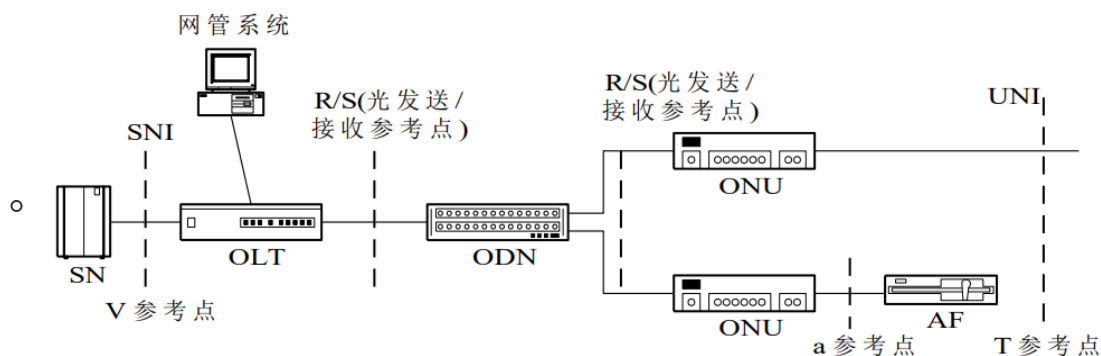 网管系统
R/S(光发送/
接收参考点)
R/S(光发送/
接收参考点)
UNI
SNI
ONU
SN
OLT
ODN
V参考点
ONU
AF
a参考点
T参考点